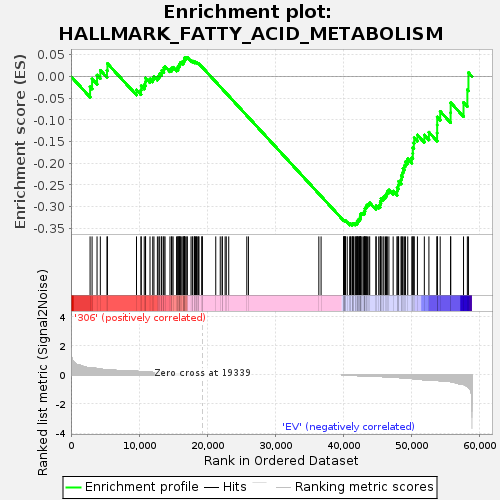 Enrichment plot:
HALLMARK_FATTY_ACID_METABOLISM
Enrichment score (ES)
0.05
0.00
-0.05
-0.10
-0.15
-0.20
-0.25
-0.30
-0.35
Ranked list metric (Signal2Noise)
'306' (positively correlated)
4
2
0
-2
-4
Zero cross at 19339
'EV' (negatively correlated)
0
10,000
20,000
30,000
40,000
50,000
60,000
Rank in Ordered Dataset
Enrichment profile
Hits
Ranking metric scores